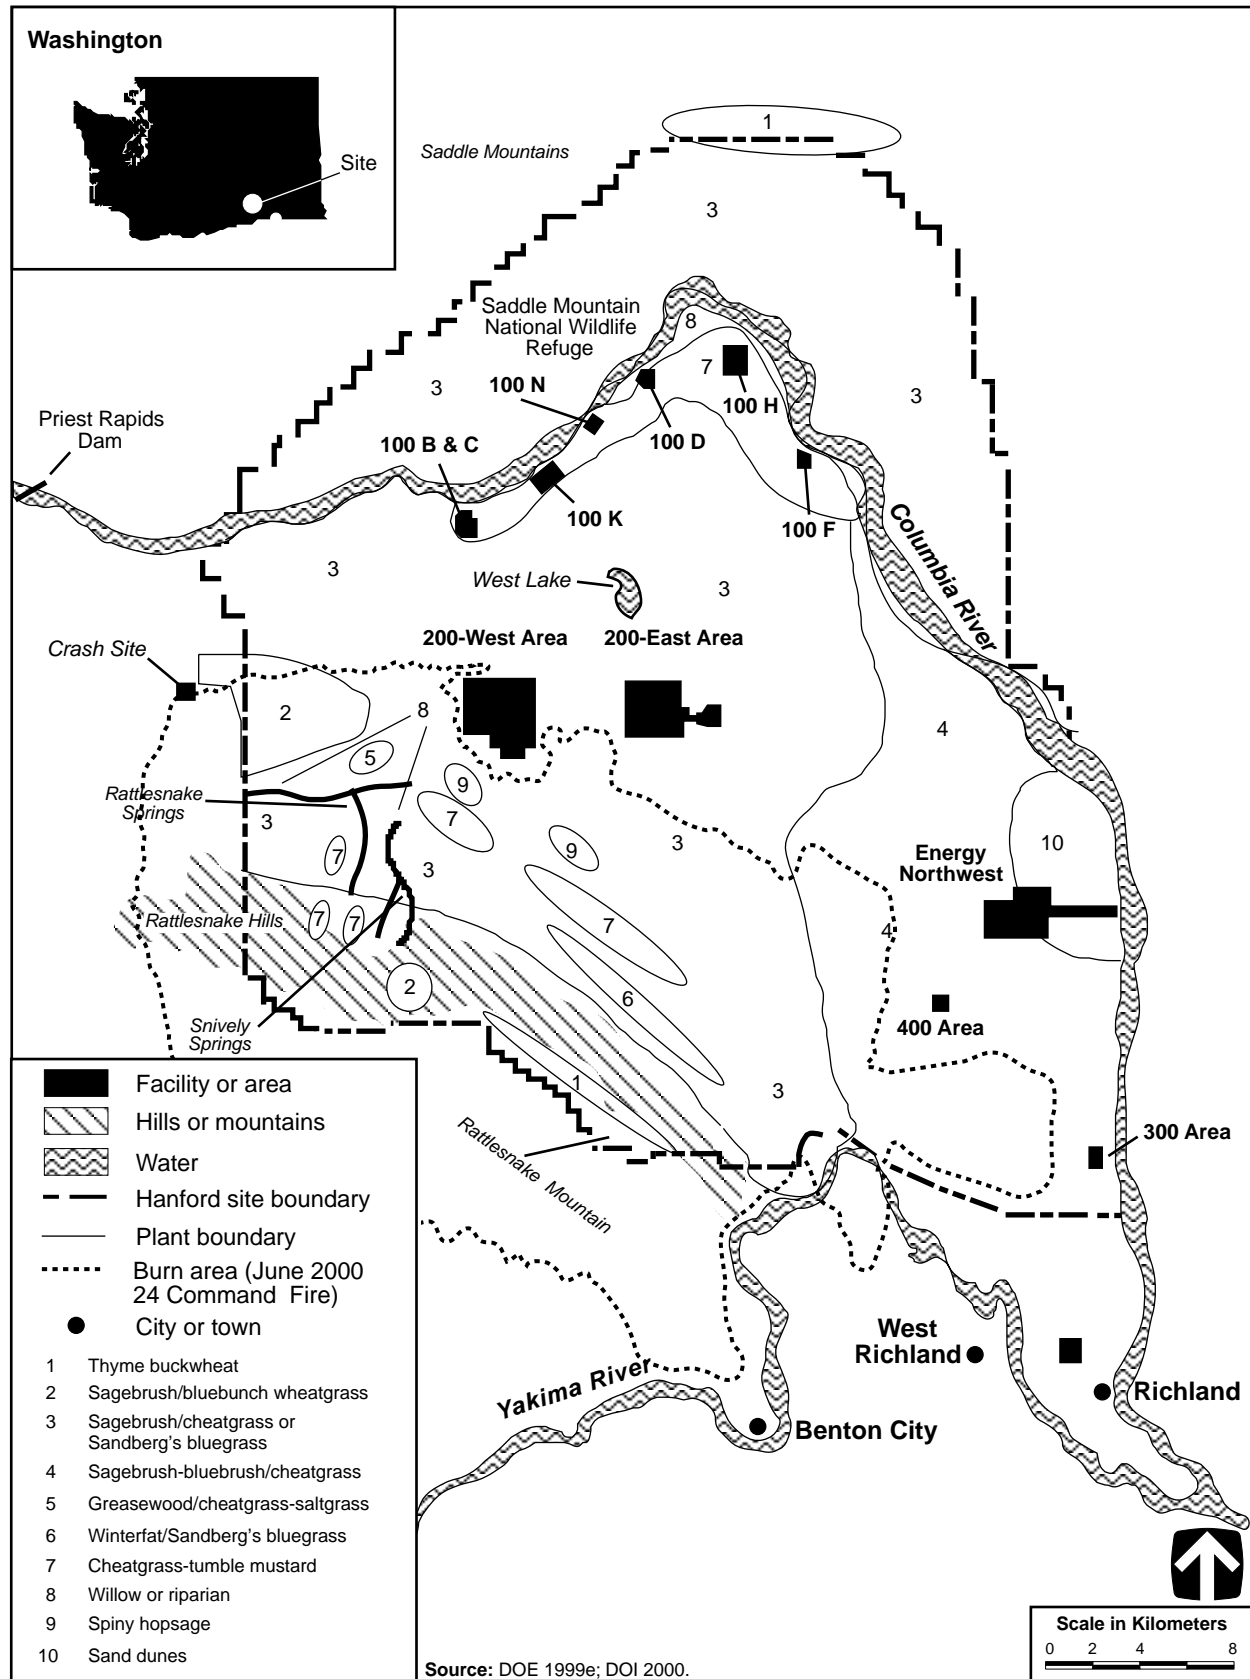 Washington
Site
Saddle Mountains
1
3
Saddle Mountain
National Wildlife
Refuge
8
7
3
3
100 N
100 H
100 D
Priest Rapids
Dam
100 B & C
100 K
100 F
Columbia River
3
West Lake
3
200-West Area
200-East Area
Crash Site
2
8
4
5
9
Rattlesnake
Springs
3
7
7
9
3
10
3
Energy
Northwest
Rattlesnake Hills
7
7
7
4
2
6
400 Area
Snively
Springs
1
3
Rattlesnake Mountain
300 Area
Facility or area
Hills or mountains
Water
Hanford site boundary
Plant boundary
Burn area (June 2000
24 Command Fire)
City or town
1 Thyme buckwheat
2 Sagebrush/bluebunch wheatgrass
3 Sagebrush/cheatgrass or
Sandberg's bluegrass
4 Sagebrush-bluebrush/cheatgrass
5 Greasewood/cheatgrass-saltgrass
6 Winterfat/Sandberg's bluegrass
7 Cheatgrass-tumble mustard
8 Willow or riparian
9 Spiny hopsage
10 Sand dunes
West
Richland
Richland
Yakima River
Benton City
Scale in Kilometers
0 2 4 8
Source: DOE 1999e; DOI 2000.